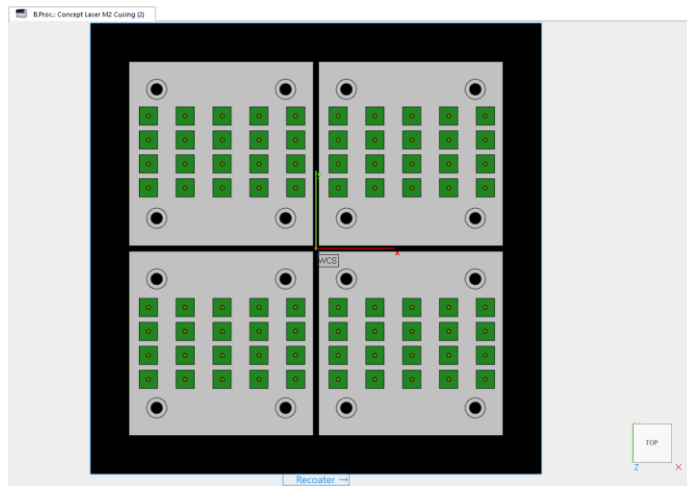 B.Proc.: Concept Laser M2 Cusing (2)
WCS
X
TOP
Z
X
Recoater →